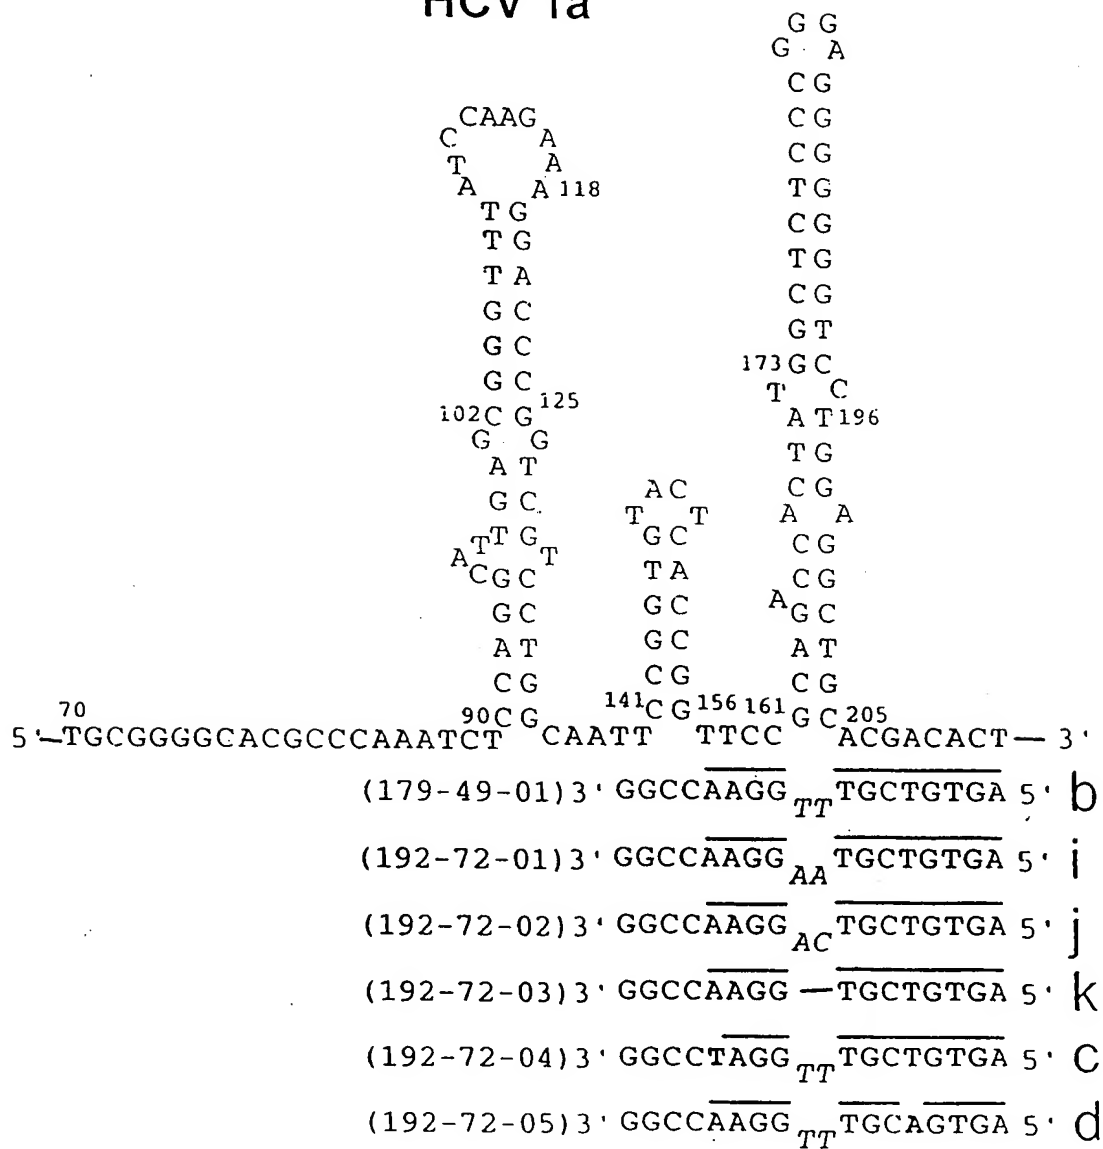 HCV 1a
G G
G A
C G
CAAG C G
C A C G
T A T G
A A 118
T G C G
T G T G
T A C G
G C G T
G C 173 G C
G C T C
102 C G 125 A T 196
G G T G
A T A C C G
G C T T A A
T T G G C C G
A C T T A C G
C G C A
G C G C G C
A T G C A T
C G C G C G
70 90 C G 141 C G 156 161 G C 205
5'—TGCGGGGCACGCCCAAATCT CAATT TTCC ACGACACT— 3'
(179-49-01) 3' GGCCAAGG TT TGCTGTGA 5' b
(192-72-01) 3' GGCCAAGG AA TGCTGTGA 5' i
(192-72-02) 3' GGCCAAGG AC TGCTGTGA 5' j
(192-72-03) 3' GGCCAAGG — TGCTGTGA 5' k
(192-72-04) 3' GGCCTAGG TT TGCTGTGA 5' c
(192-72-05) 3' GGCCAAGG TT TGCAGTGA 5' d